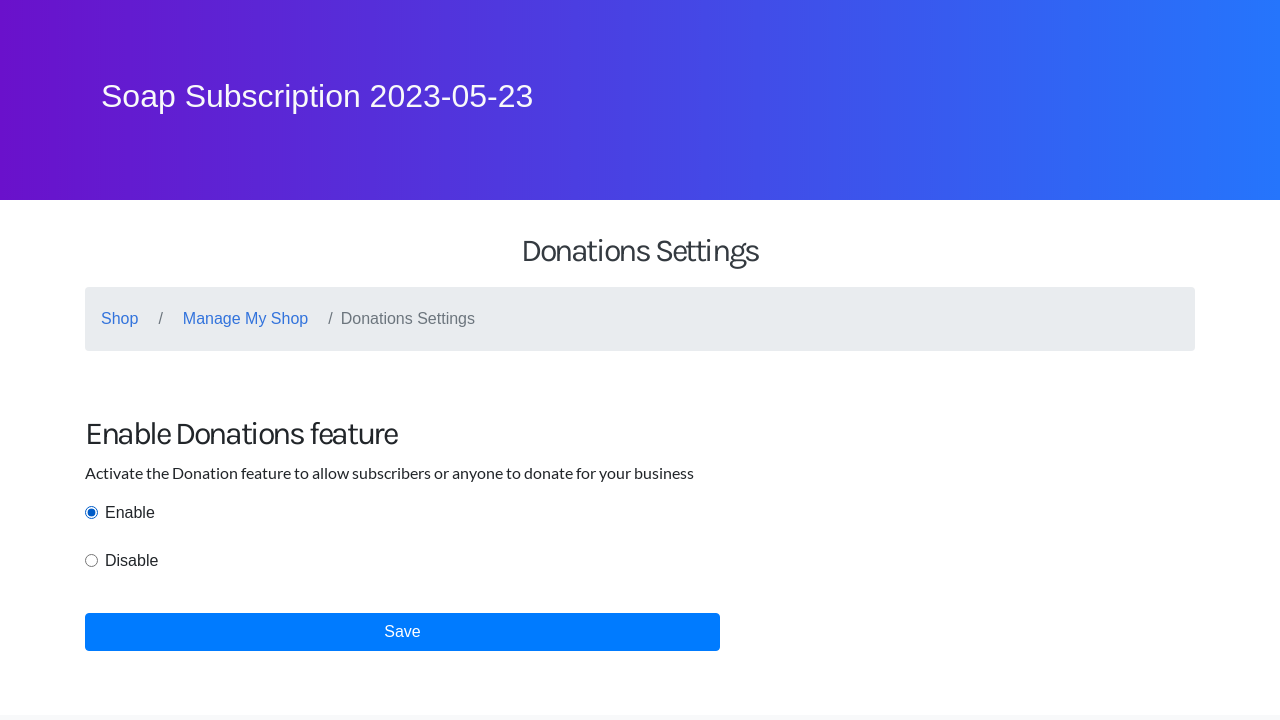 Soap Subscription 2023-05-23
Donations Settings
Shop / Manage My Shop / Donations Settings
Enable Donations feature
Activate the Donation feature to allow subscribers or anyone to donate for your business
Enable
Disable
Save